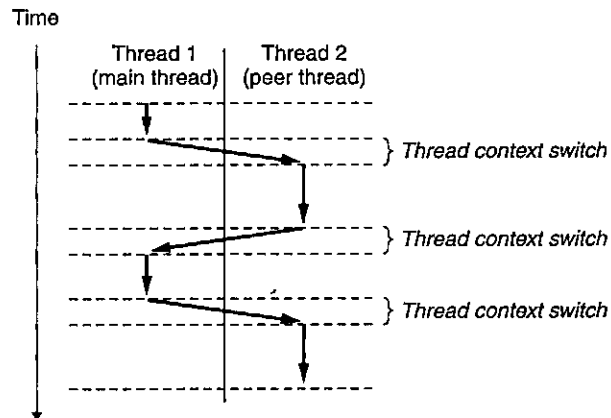 Time
Thread 1
(main thread)
Thread 2
(peer thread)
Thread context switch
Thread context switch
Thread context switch